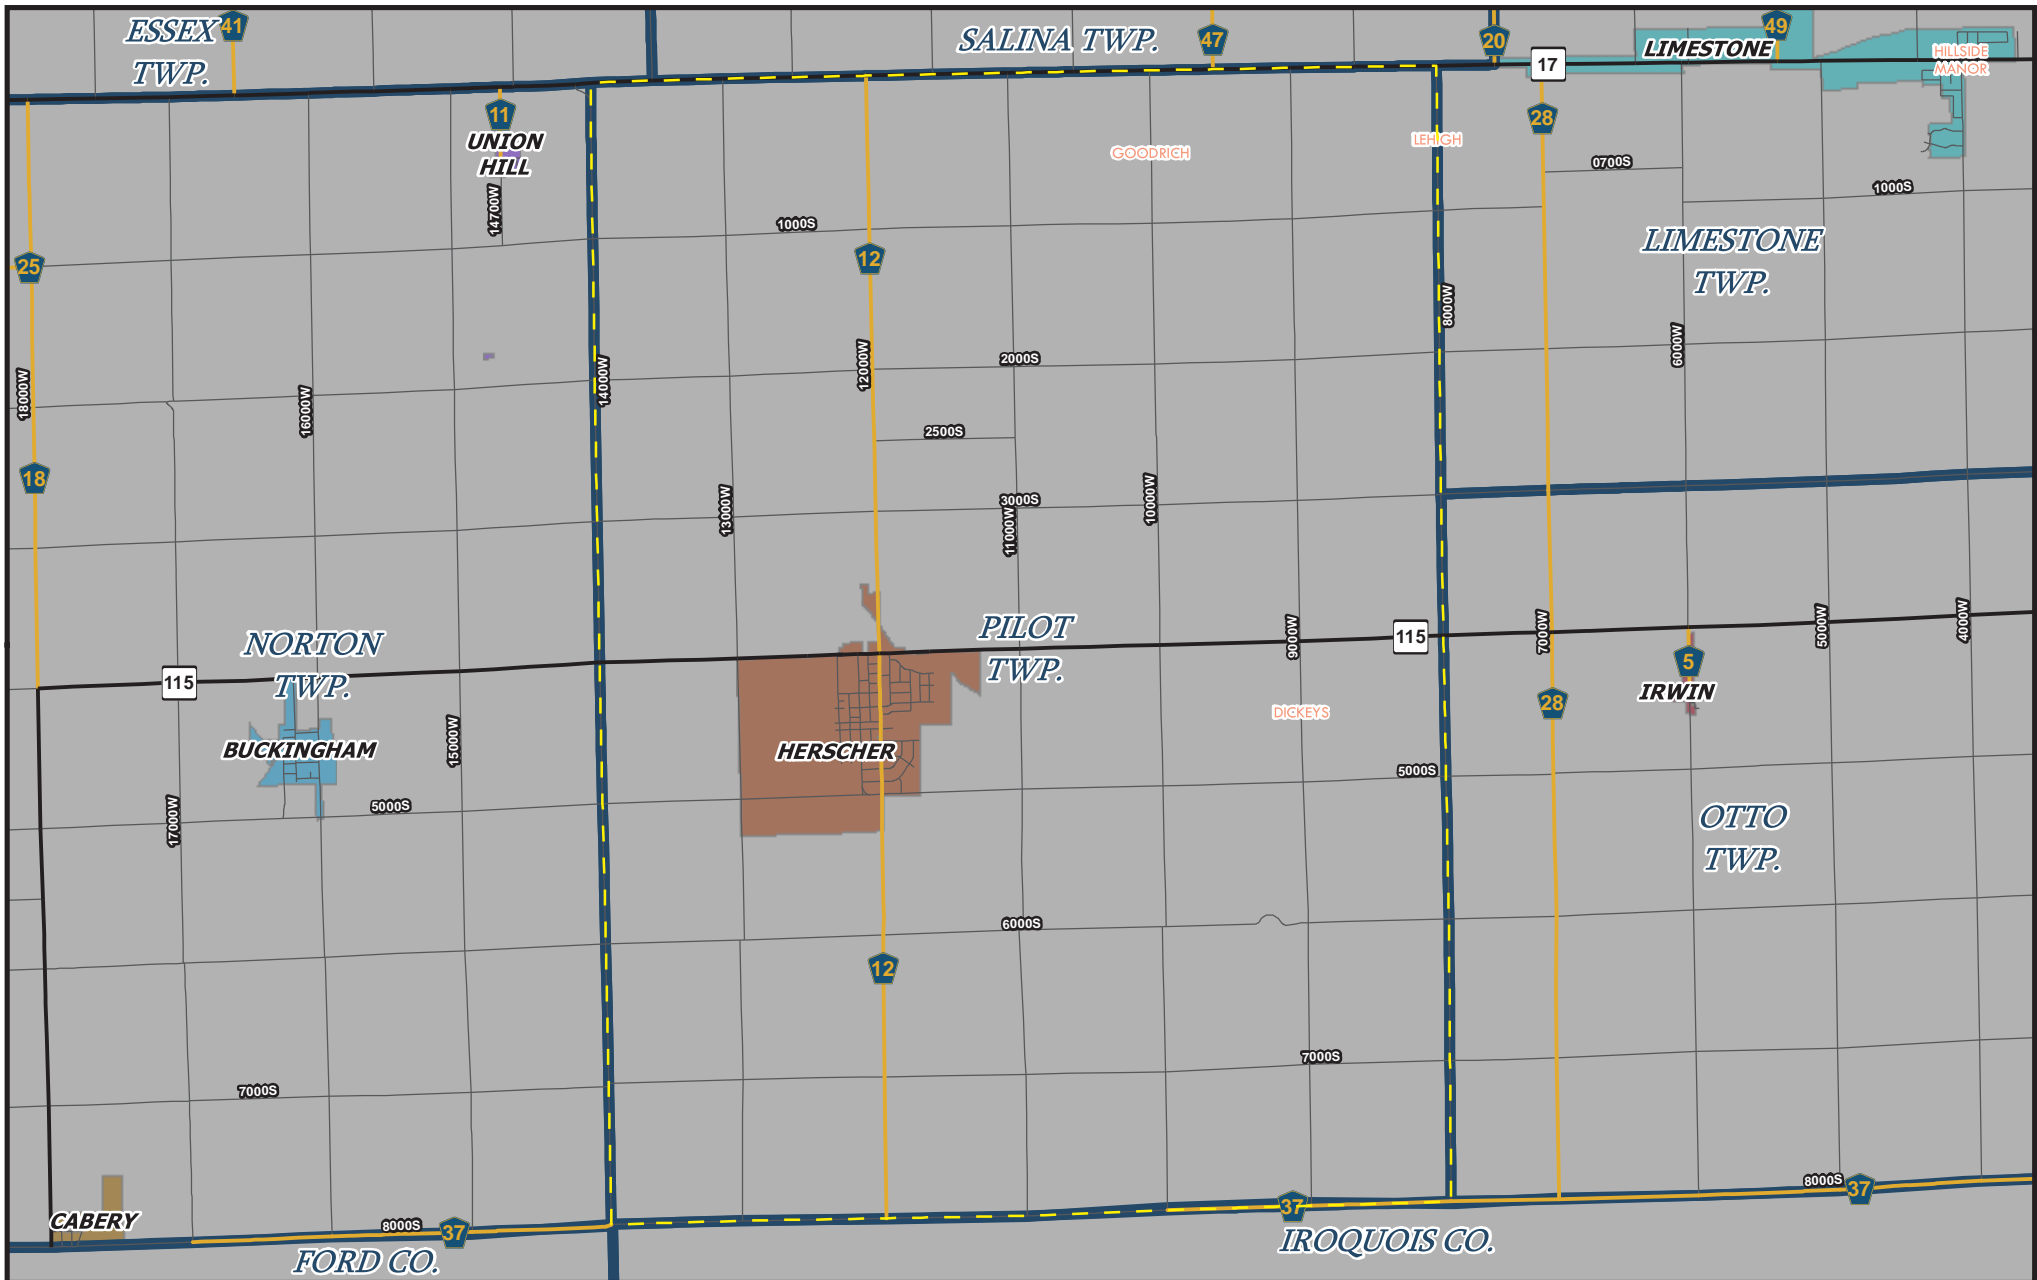 ESSEX
TWP.
41
SALINA TWP.
47
20
17
LIMESTONE
49
HILLSIDE
MANOR
11
UNION
HILL
14700W
28
GOODRICH
LEHIGH
0700S
1000S
1000S
25
12
LIMESTONE
TWP.
8000W
6000W
18000W
16000W
14000W
12000W
2000S
2500S
18
13000W
3000S
11000W
10000W
NORTON
TWP.
115
PILOT
TWP.
9000W
115
7000W
5000W
4000W
5
IRWIN
28
DICKEYS
BUCKINGHAM
15000W
HERSCHER
17000W
5000S
5000S
OTTO
TWP.
6000S
12
7000S
7000S
CABERY
8000S
37
FORD CO.
37
IROQUOIS CO.
8000S
37